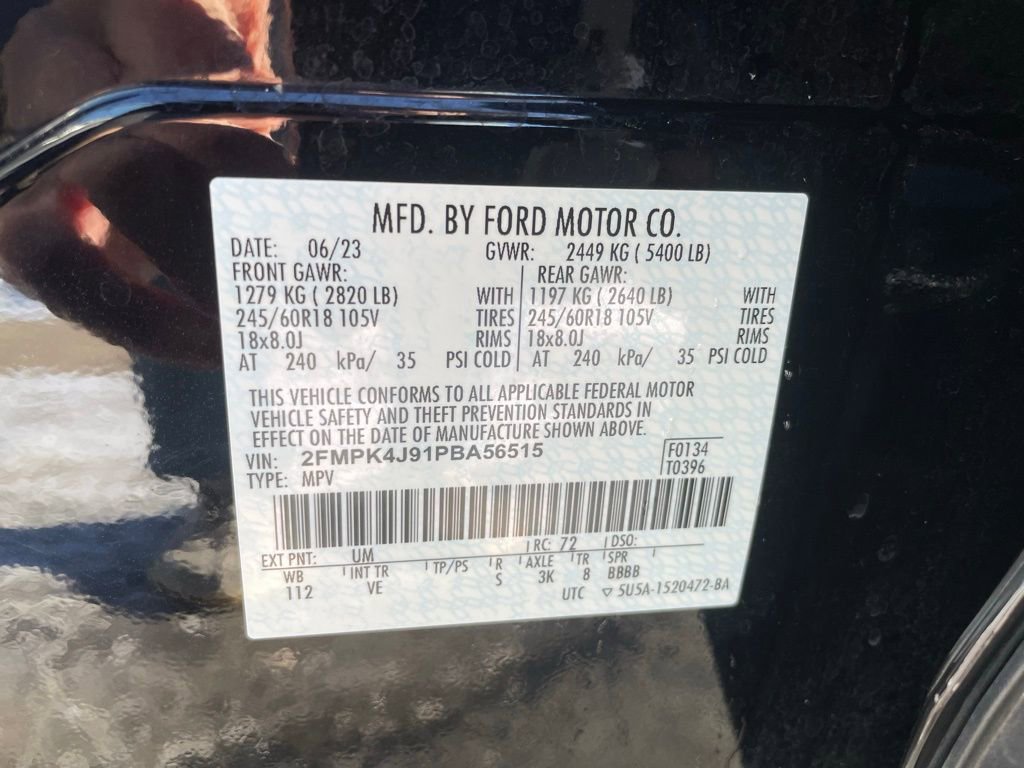 MFD. BY FORD MOTOR CO.
DATE: 06/23 GVWR: 2449 KG ( 5400 LB)
FRONT GAWR: REAR GAWR:
1279 KG ( 2820 LB) WITH 1197 KG ( 2640 LB) WITH
245/60R18 105V TIRES 245/60R18 105V TIRES
18x8.0J RIMS 18x8.0J RIMS
AT 240 kPa/ 35 PSI COLD AT 240 kPa/ 35 PSI COLD
THIS VEHICLE CONFORMS TO ALL APPLICABLE FEDERAL MOTOR
VEHICLE SAFETY AND THEFT PREVENTION STANDARDS IN
EFFECT ON THE DATE OF MANUFACTURE SHOWN ABOVE.
VIN: 2FMPK4J91PBA56515 F0134
TYPE: MPV T0396
EXT PNT: UM RC: 72 DSO:
WB INT TR TP/PS R AXLE TR SPR
112 VE S 3K 8 BBBB
UTC ▽ 5U5A-1520472-BA